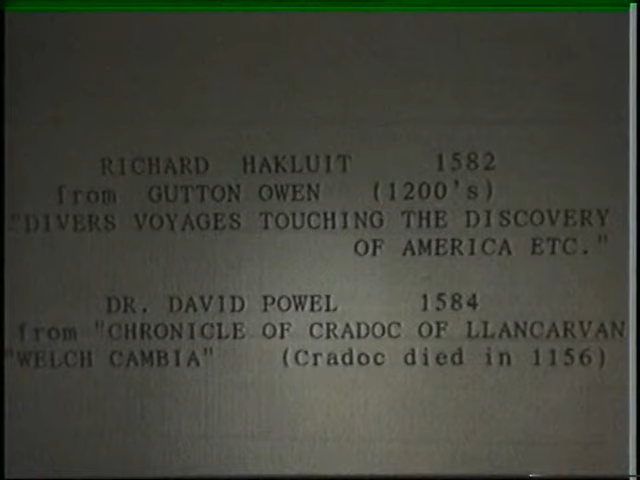 RICHARD HAKLUIT 1582
from GUTTON OWEN (1200's)
"DIVERS VOYAGES TOUCHING THE DISCOVERY
OF AMERICA ETC."
DR. DAVID POWEL 1584
from "CHRONICLE OF CRADOC OF LLANCARVAN
"WELCH CAMBIA" (Cradoc died in 1156)